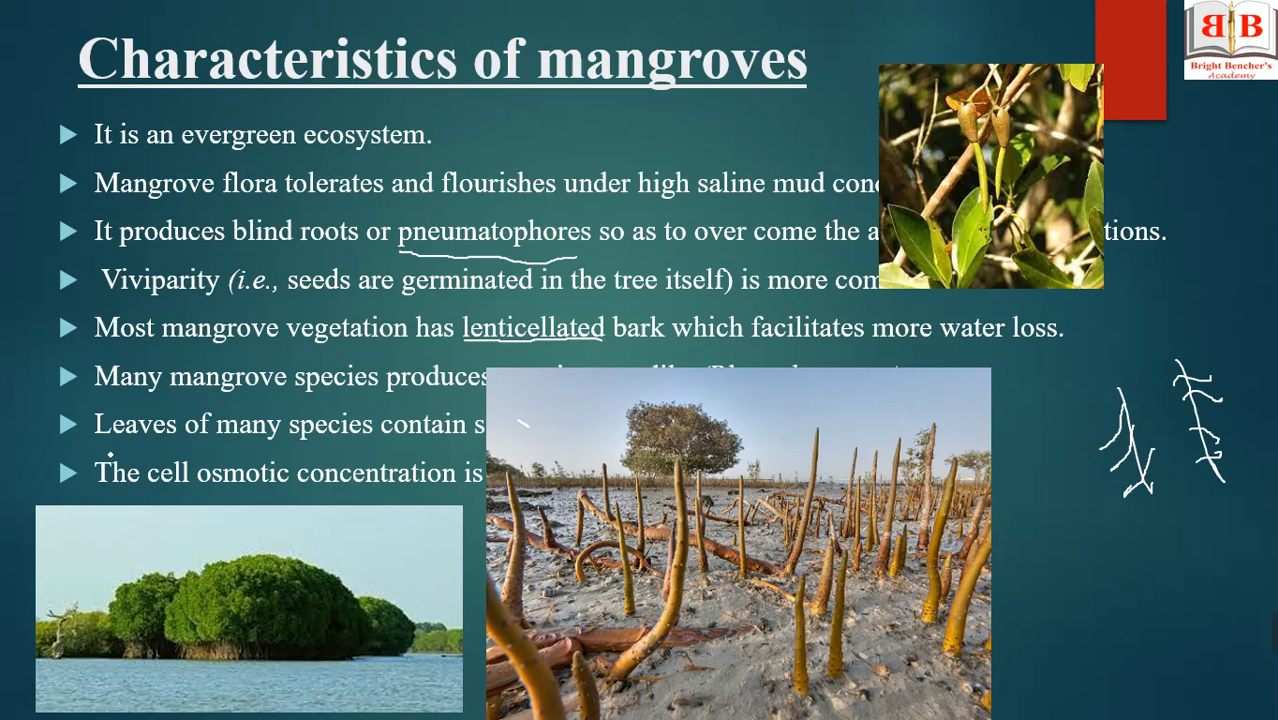 Characteristics of mangroves
BB
Bright Bencher's
Academy
It is an evergreen ecosystem.
Mangrove flora tolerates and flourishes under high saline mud
It produces blind roots or pneumatophores so as to over come the
Viviparity (i.e., seeds are germinated in the tree itself) is more
Most mangrove vegetation has lenticellated bark which facilitates more water loss.
Many mangrove species produces
Leaves of many species contain
The cell osmotic concentration is